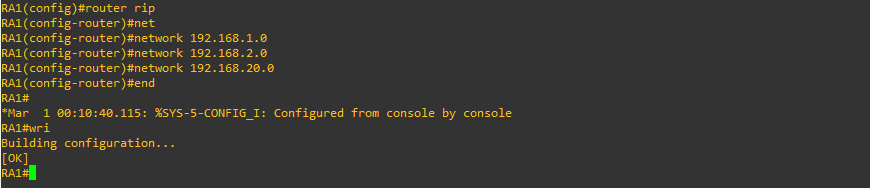 RA1(config)#router rip
RA1(config-router)#net
RA1(config-router)#network 192.168.1.0
RA1(config-router)#network 192.168.2.0
RA1(config-router)#network 192.168.20.0
RA1(config-router)#end
RA1#
*Mar  1 00:10:40.115: %SYS-5-CONFIG_I: Configured from console by console
RA1#wri
Building configuration...
[OK]
RA1#